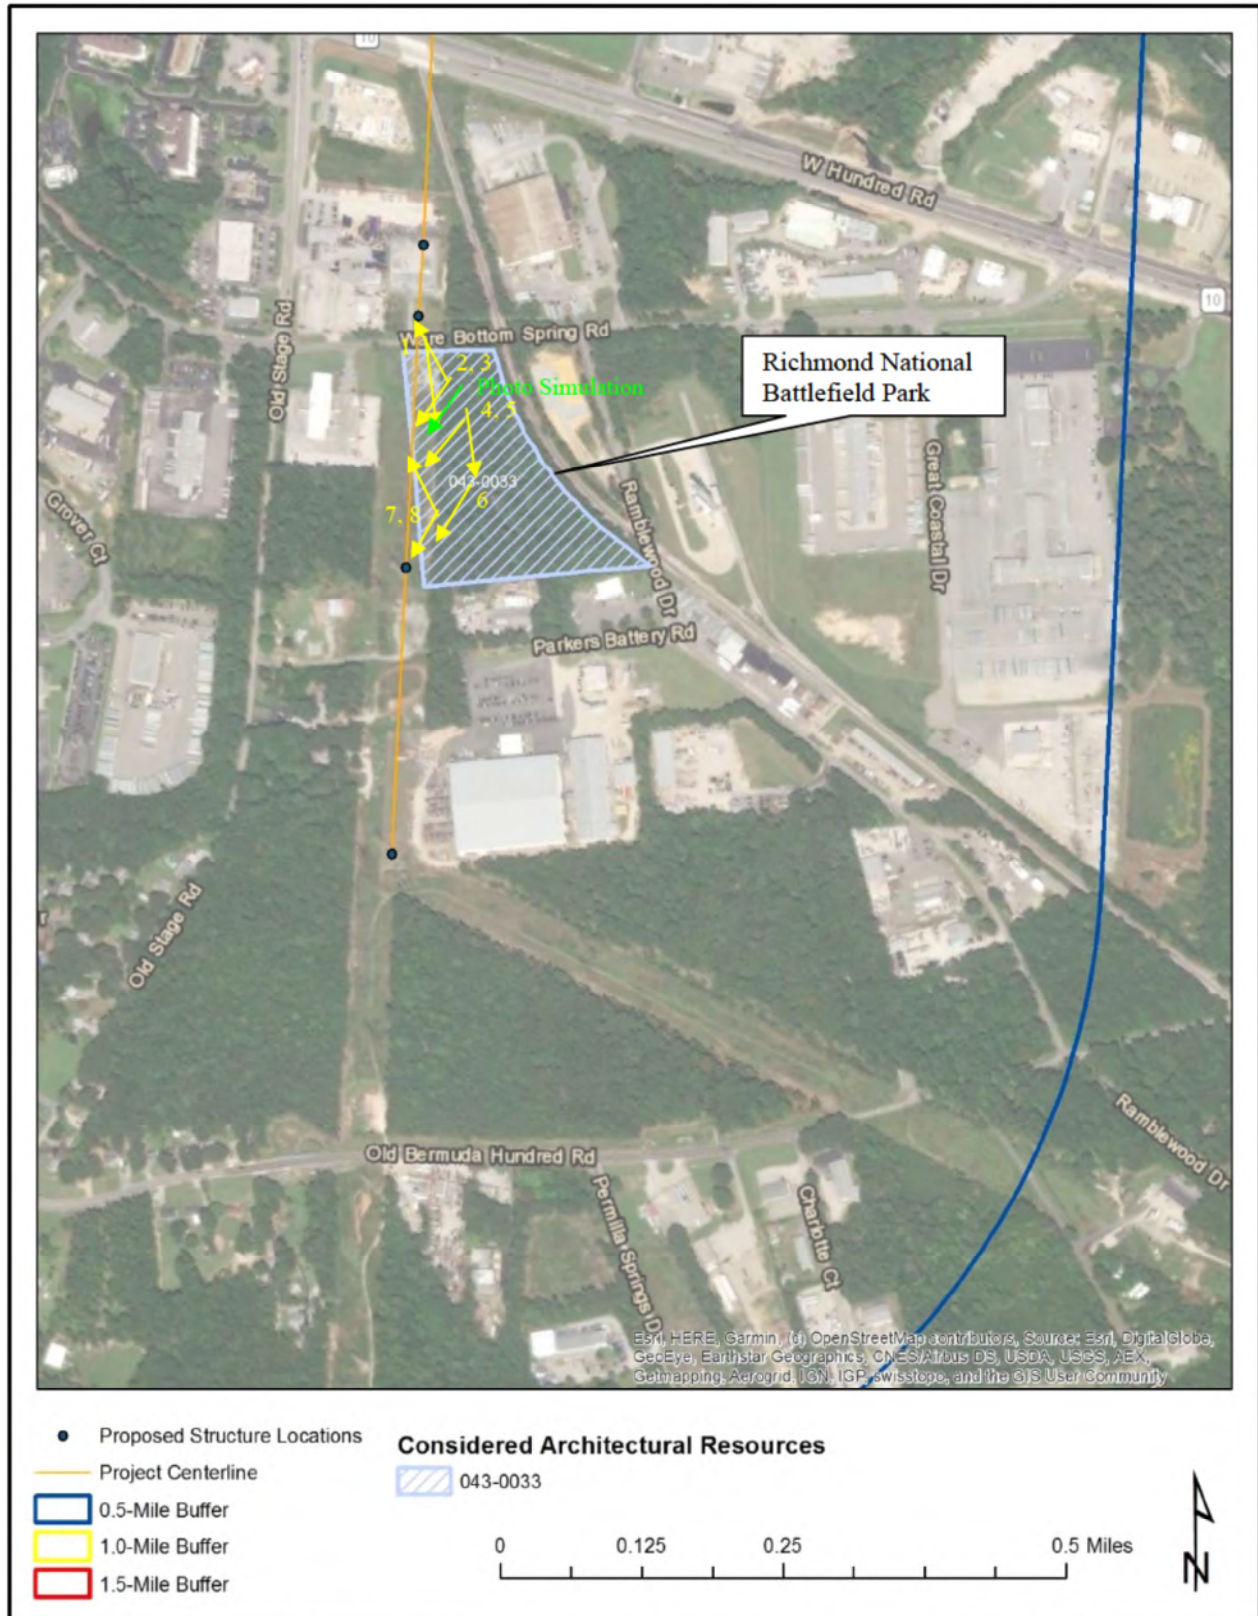 10
W Hundred Rd
10
Old Stage Rd
Ware Bottom Spring Rd
1
2, 3
Photo Simulation
4, 5
Richmond National
Battlefield Park
043-0033
6
7, 8
Grover Ct
Ramblewood Dr
Great Coastal Dr
Parkers Battery Rd
Old Stage Rd
r
Old Bermuda Hundred Rd
Ramblewood Dr
Permilla Springs D
Charlotte Ct
Esri, HERE, Garmin, (c) OpenStreetMap contributors, Source: Esri, DigitalGlobe,
GeoEye, Earthstar Geographics, CNES/Airbus DS, USDA, USGS, AEX,
Getmapping, Aerogrid, IGN, IGP, swisstopo, and the GIS User Community
Proposed Structure Locations
Project Centerline
0.5-Mile Buffer
1.0-Mile Buffer
1.5-Mile Buffer
Considered Architectural Resources
043-0033
0 0.125 0.25 0.5 Miles
N